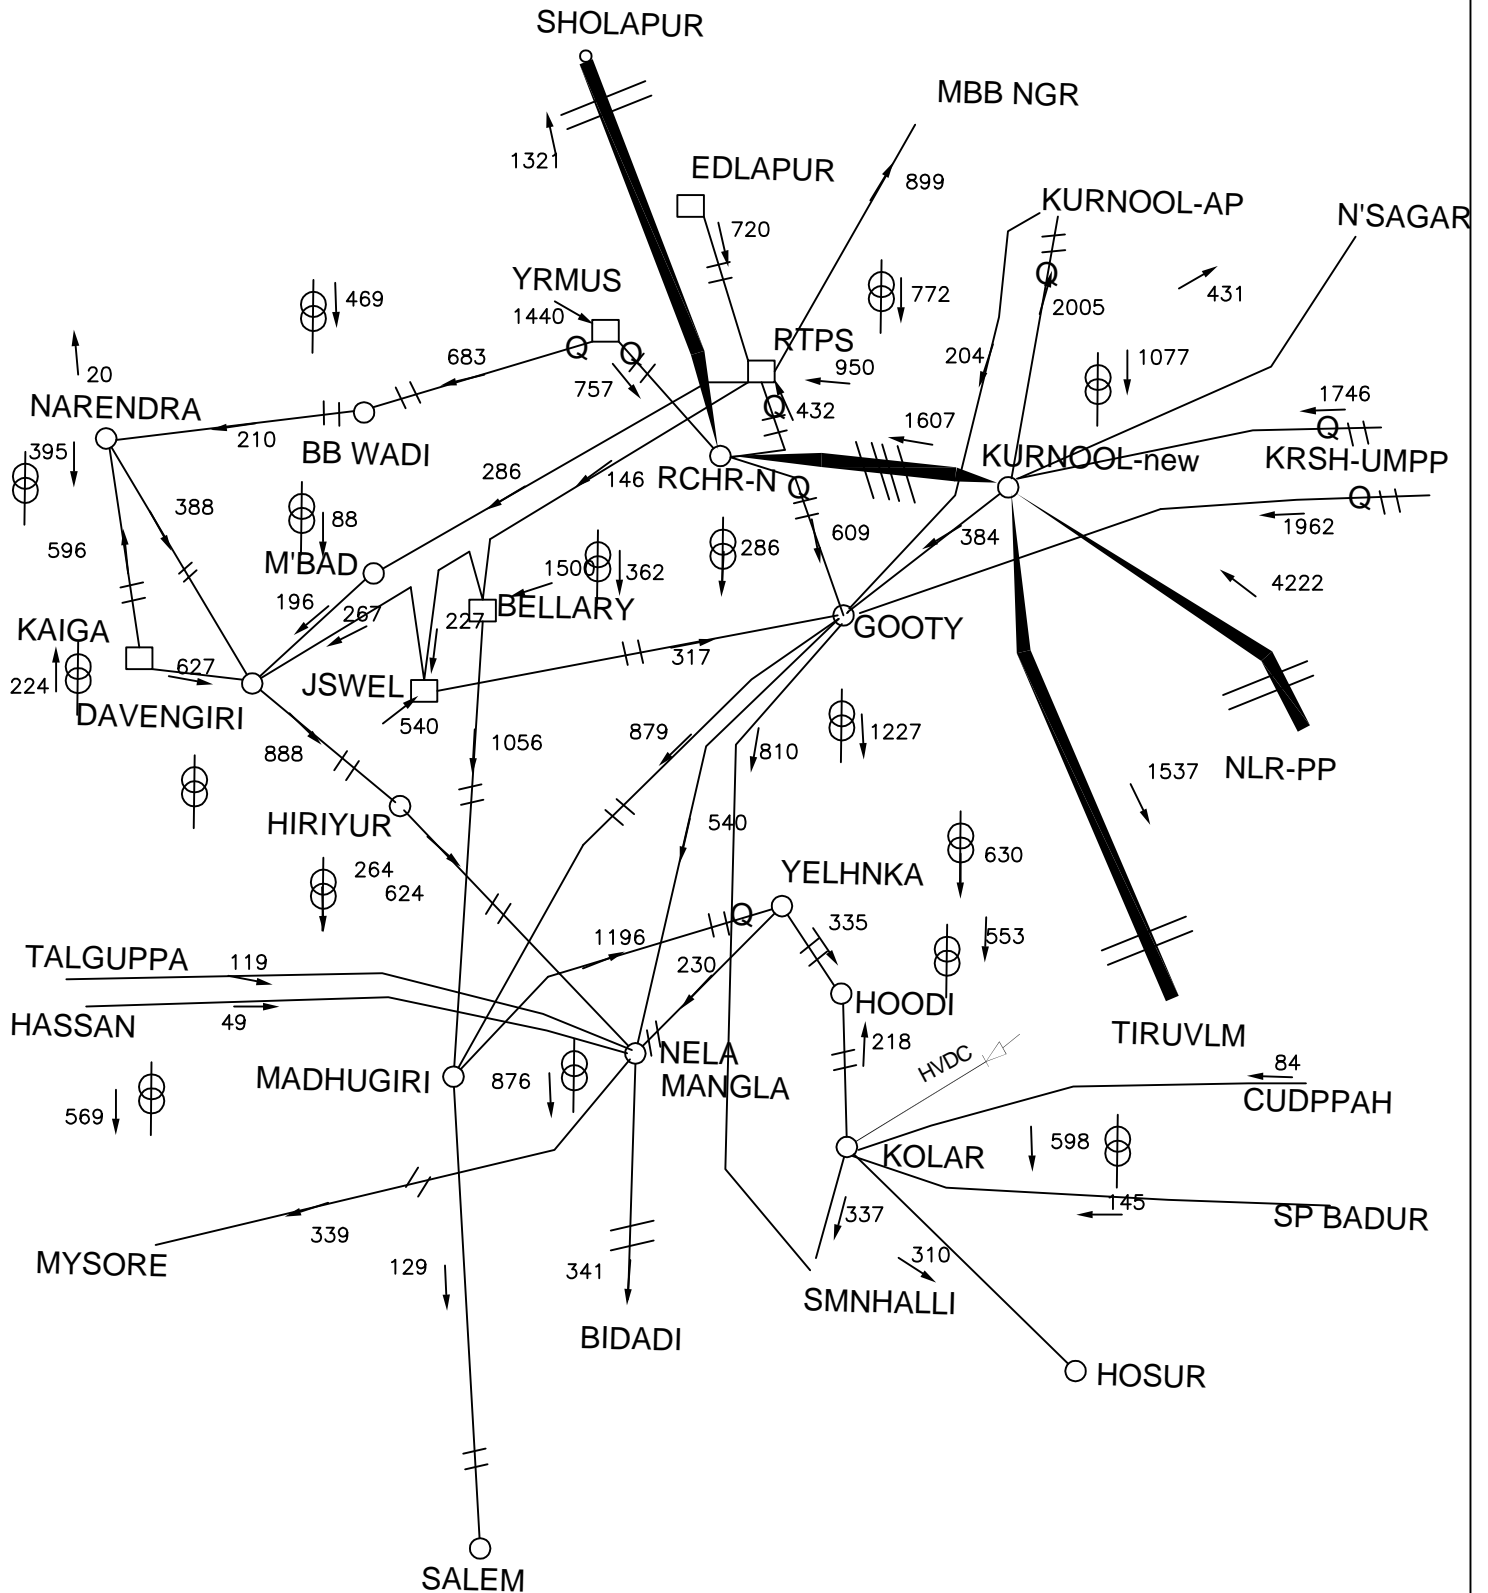 SHOLAPUR
MBB NGR
1321
EDLAPUR
899
KURNOOL-AP
N'SAGAR
720
YRMUS
469
1440
Q
Q
772
Q
2005
431
RTPS
20
683
757
950
204
1077
NARENDRA
Q
432
1607
1746
Q
395
210
BB WADI
286
146
RCHR-N
Q
KURNOOL-new
KRSH-UMPP
Q
388
88
609
384
1962
596
M'BAD
1500
362
286
4222
196
267
227
BELLARY
GOOTY
KAIGA
224
627
JSWEL
317
DAVENGIRI
540
888
1056
879
810
1227
1537
NLR-PP
HIRIYUR
540
264
624
YELHNKA
630
Q
335
TALGUPPA
119
1196
230
553
HASSAN
49
HOODI
TIRUVLM
218
HVDC
MADHUGIRI
876
NELA
MANGLA
84
CUDPPAH
569
KOLAR
598
145
SP BADUR
337
339
MYSORE
129
341
310
SMNHALLI
BIDADI
HOSUR
SALEM